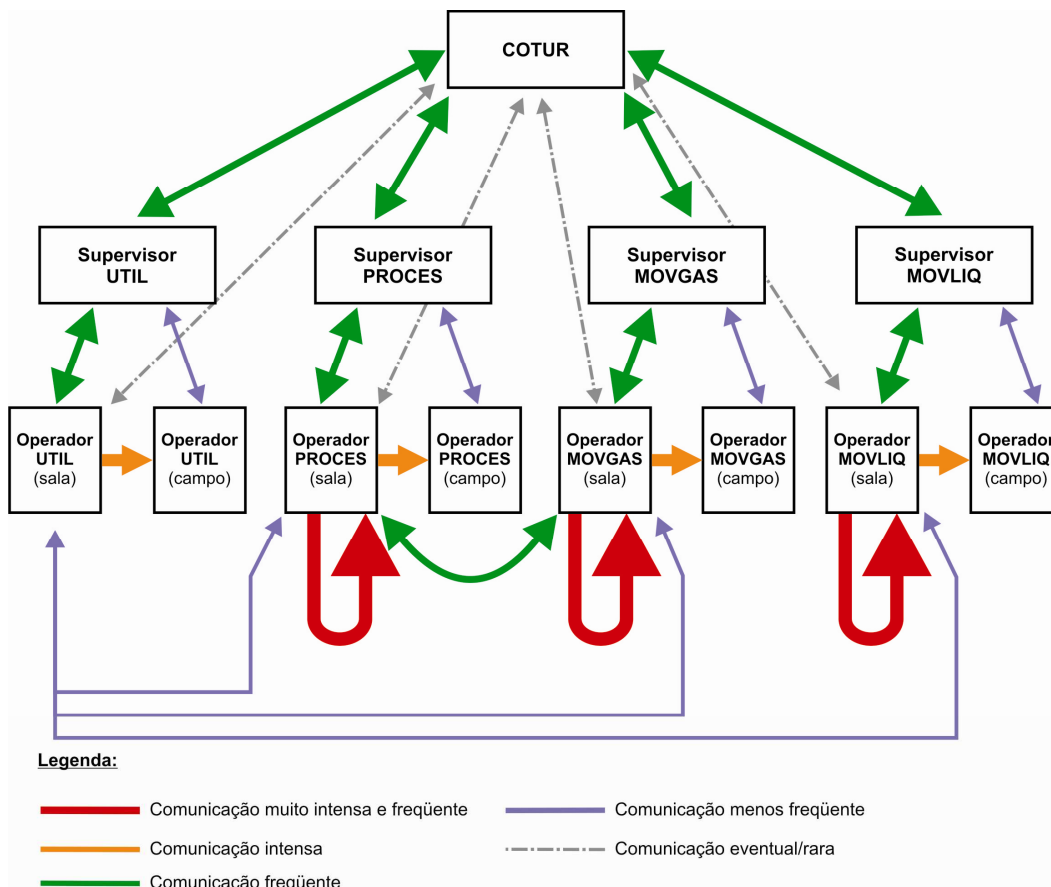 COTUR
Supervisor
UTIL
Supervisor
PROCES
Supervisor
MOVGAS
Supervisor
MOVLIQ
Operador
UTIL
(sala)
Operador
UTIL
(campo)
Operador
PROCES
(sala)
Operador
PROCES
(campo)
Operador
MOVGAS
(sala)
Operador
MOVGAS
(campo)
Operador
MOVLIQ
(sala)
Operador
MOVLIQ
(campo)
Legenda:
Comunicação muito intensa e freqüente
Comunicação menos freqüente
Comunicação intensa
Comunicação eventual/rara
Comunicação freqüente